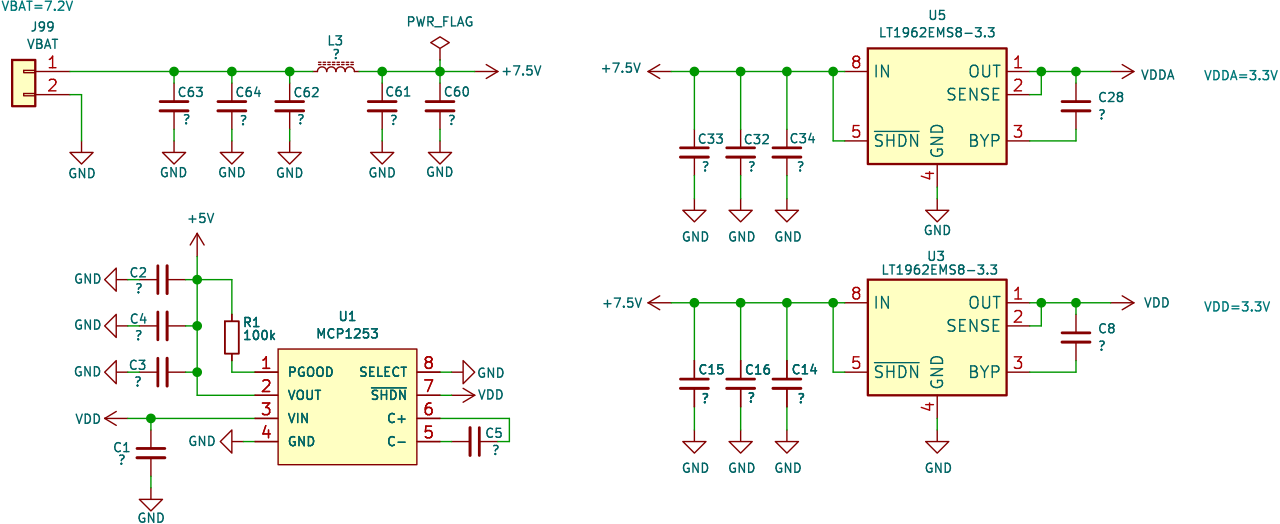 VBAT=7.2V
J99
VBAT
1
2
GND
C63
?
GND
C64
?
GND
C62
?
GND
L3
?
C61
?
GND
PWR_FLAG
C60
?
GND
+7.5V
+7.5V
C33
?
GND
C32
?
GND
C34
?
GND
U5
LT1962EMS8-3.3
8
IN
5
SHDN
GND
4
GND
OUT
1
SENSE
2
BYP
3
C28
?
VDDA
VDDA=3.3V
+5V
GND
C2
?
GND
C4
?
GND
C3
?
R1
100k
U1
MCP1253
1
PGOOD
2
VOUT
3
VIN
4
GND
SELECT
8
SHDN
7
C+
6
C-
5
GND
VDD
C5
?
VDD
C1
?
GND
GND
+7.5V
C15
?
GND
C16
?
GND
C14
?
GND
U3
LT1962EMS8-3.3
8
IN
5
SHDN
GND
4
GND
OUT
1
SENSE
2
BYP
3
C8
?
VDD
VDD=3.3V